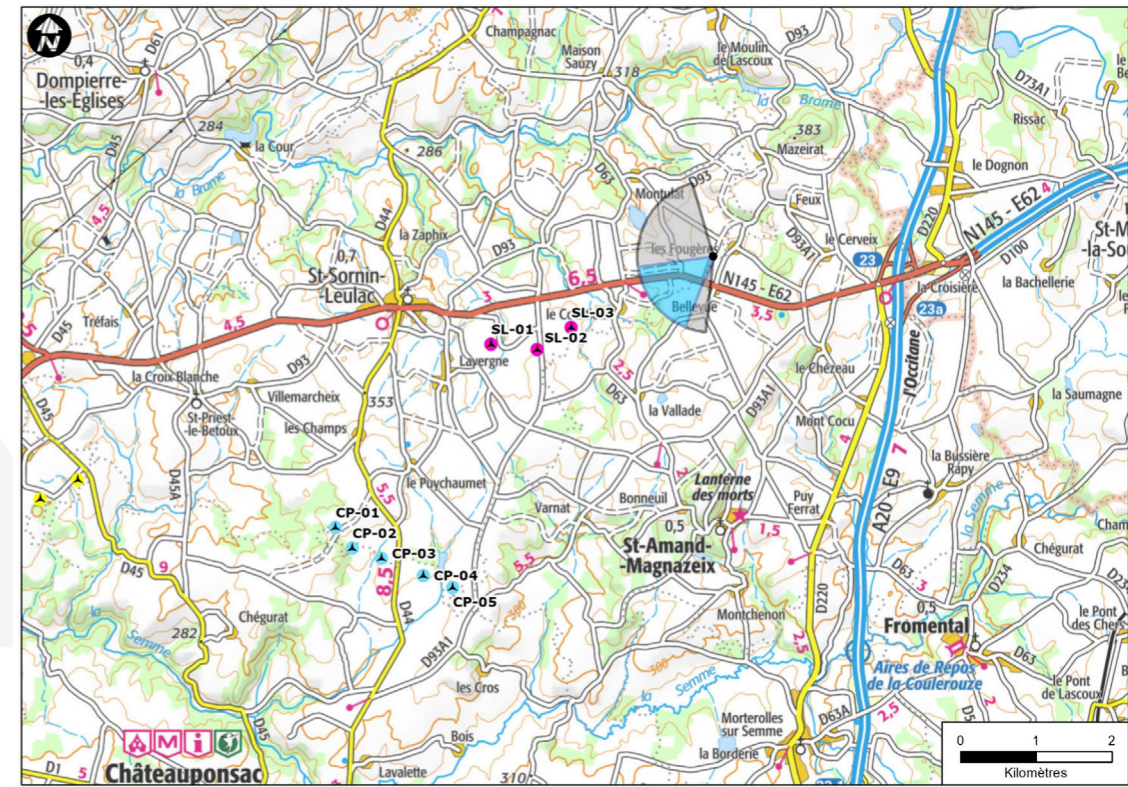 N
0,4
D61
Dompierre-
-les-Eglises
D45
284
la Cour
la Brame
4,5
Champagnac
Maison
Sauzy
318
le Moulin
de Lascoux
D93
la Brame
383
Mazeirat
D73A1
Rissac
le Dognon
N145 - E62
4
D220
286
D44
la Zaphix
D93
D63
Montulat
D93
Feux
D93A1
le Cerveix
23
les Fougères
0,7
St-Sornin-
-Leulac
3
6,5
N145 - E62
Bellevue
3,5
la Croisière
23a
D100
la Bachellerie
D45
Tréfais
4,5
SL-01
SL-02
SL-03
Lavergne
2,5
D63
la Croix Blanche
D93
Villemarcheix
353
St-Priest-
-le-Betoux
les Champs
D45
D45A
la Vallade
D93A1
le Chézeau
Mont Cocu
4
l'Occitane
7
A20 - E9
la Saumagne
la Bussière
Rapy
5,5
le Puychaumet
Bonneuil
Varnat
2
Lanterne
des morts
Puy
Ferrat
0,5
1,5
St-Amand-
-Magnazeix
la Semme
Chégurat
CP-01
CP-02
CP-03
CP-04
CP-05
8,5
5,5
9
D45
D44
D93A1
la Semme
282
Chégurat
300
Montchenon
D220
2,5
D63
3
D234
0,5
Fromental
D63
le Pont
des Chers
Aires de Repos
de la Coulerouze
le Pont
de Lascoux
2
les Cros
300
la Semme
Bois
Morterolles
sur Semme
D63A
2,5
la Borderie
310
Lavalette
D45
D1
5
M i
Châteauponsac
0 1 2
Kilomètres